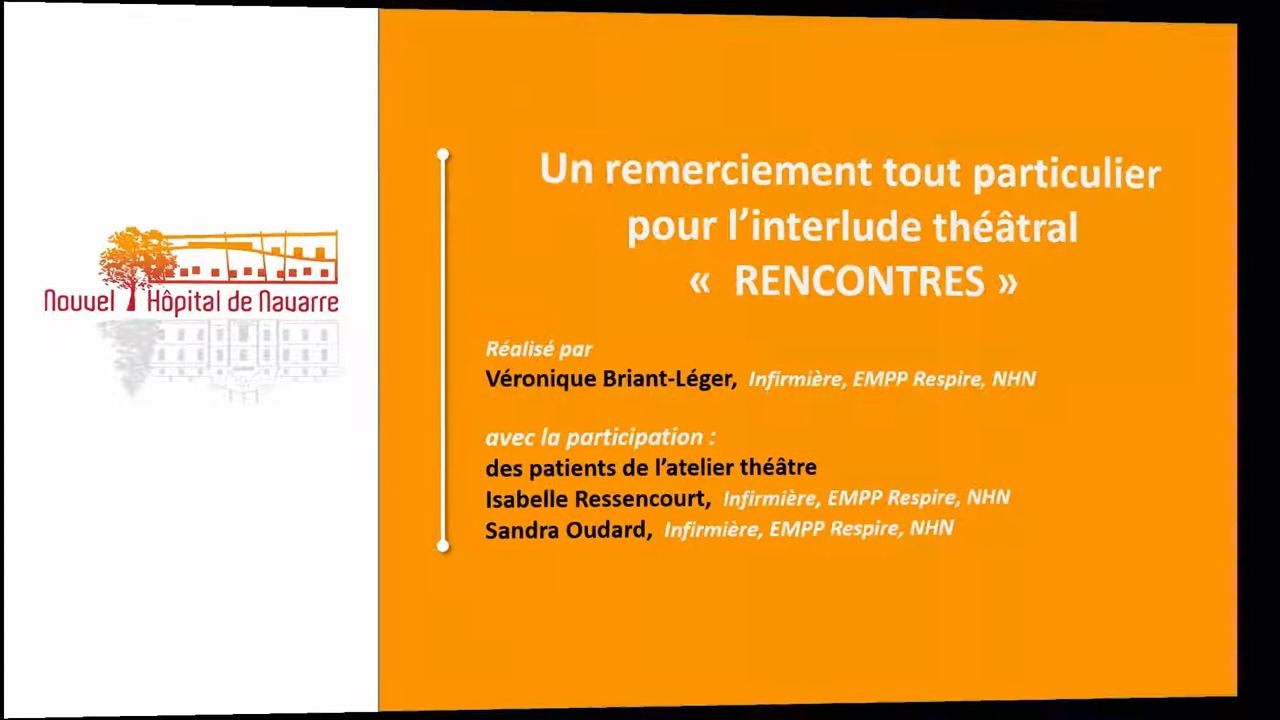 Nouvel Hôpital de Navarre
Un remerciement tout particulier
pour l’interlude théâtral
«  RENCONTRES »
Réalisé par
Véronique Briant-Léger, Infirmière, EMPP Respire, NHN
avec la participation :
des patients de l’atelier théâtre
Isabelle Ressencourt, Infirmière, EMPP Respire, NHN
Sandra Oudard, Infirmière, EMPP Respire, NHN